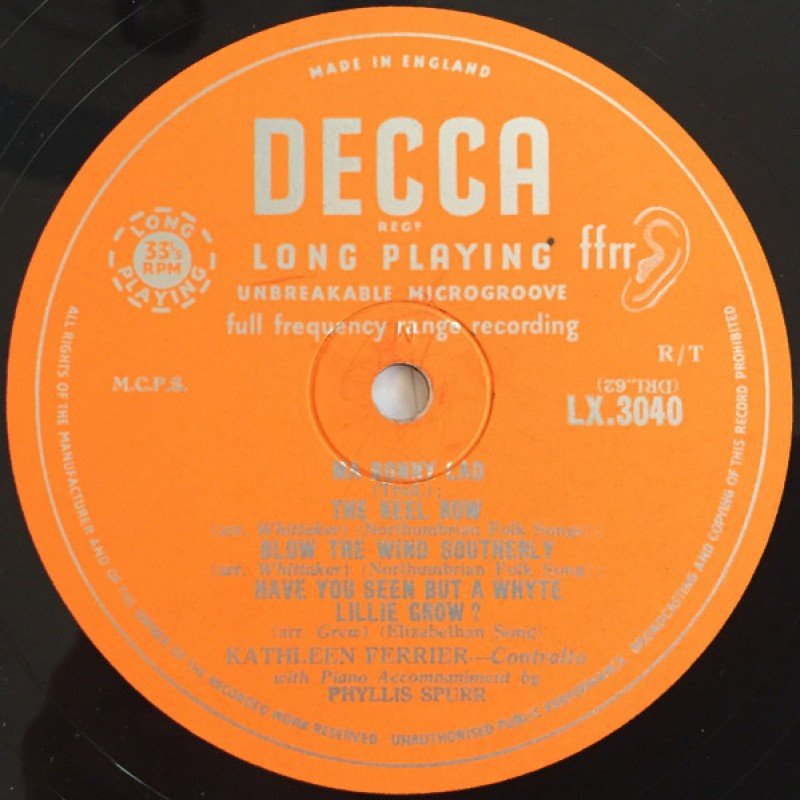 MADE IN ENGLAND
DECCA
REGD
LONG PLAYING
ffrr
LONG PLAYING
33⅓
RPM
UNBREAKABLE MICROGROOVE
full frequency range recording
R/T
M.C.P.S.
(DRL.62)
LX.3040
MA BONNY LAD
(Trad.);
THE KEEL ROW
(arr. Whittaker) (Northumbrian Folk Songs);
BLOW THE WIND SOUTHERLY
(arr. Whittaker) (Northumbrian Folk Song);
HAVE YOU SEEN BUT A WHYTE
LILLIE GROW?
(arr. Grew) (Elizabethan Song)
KATHLEEN FERRIER—Contralto
with Piano Accompaniment by
PHYLLIS SPURR
ALL RIGHTS OF THE MANUFACTURER AND OF THE OWNER OF THE RECORDED WORK RESERVED
UNAUTHORISED PUBLIC PERFORMANCE, BROADCASTING AND COPYING OF THIS RECORD PROHIBITED